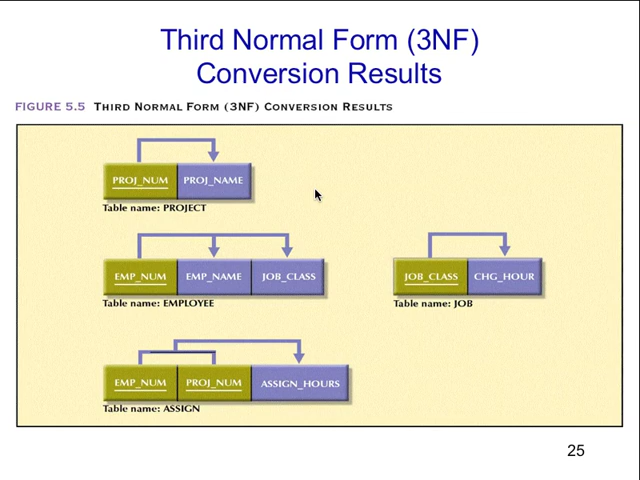 Third Normal Form (3NF)
Conversion Results
FIGURE 5.5 THIRD NORMAL FORM (3NF) CONVERSION RESULTS
PROJ_NUM PROJ_NAME
Table name: PROJECT
EMP_NUM EMP_NAME JOB_CLASS
Table name: EMPLOYEE
JOB_CLASS CHG_HOUR
Table name: JOB
EMP_NUM PROJ_NUM ASSIGN_HOURS
Table name: ASSIGN
25